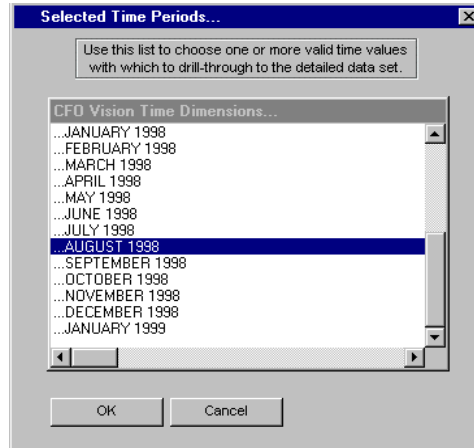 Selected Time Periods...
Use this list to choose one or more valid time values
with which to drill-through to the detailed data set.
CFO Vision Time Dimensions...
...JANUARY 1998
...FEBRUARY 1998
...MARCH 1998
...APRIL 1998
...MAY 1998
...JUNE 1998
...JULY 1998
...AUGUST 1998
...SEPTEMBER 1998
...OCTOBER 1998
...NOVEMBER 1998
...DECEMBER 1998
...JANUARY 1999
OK
Cancel